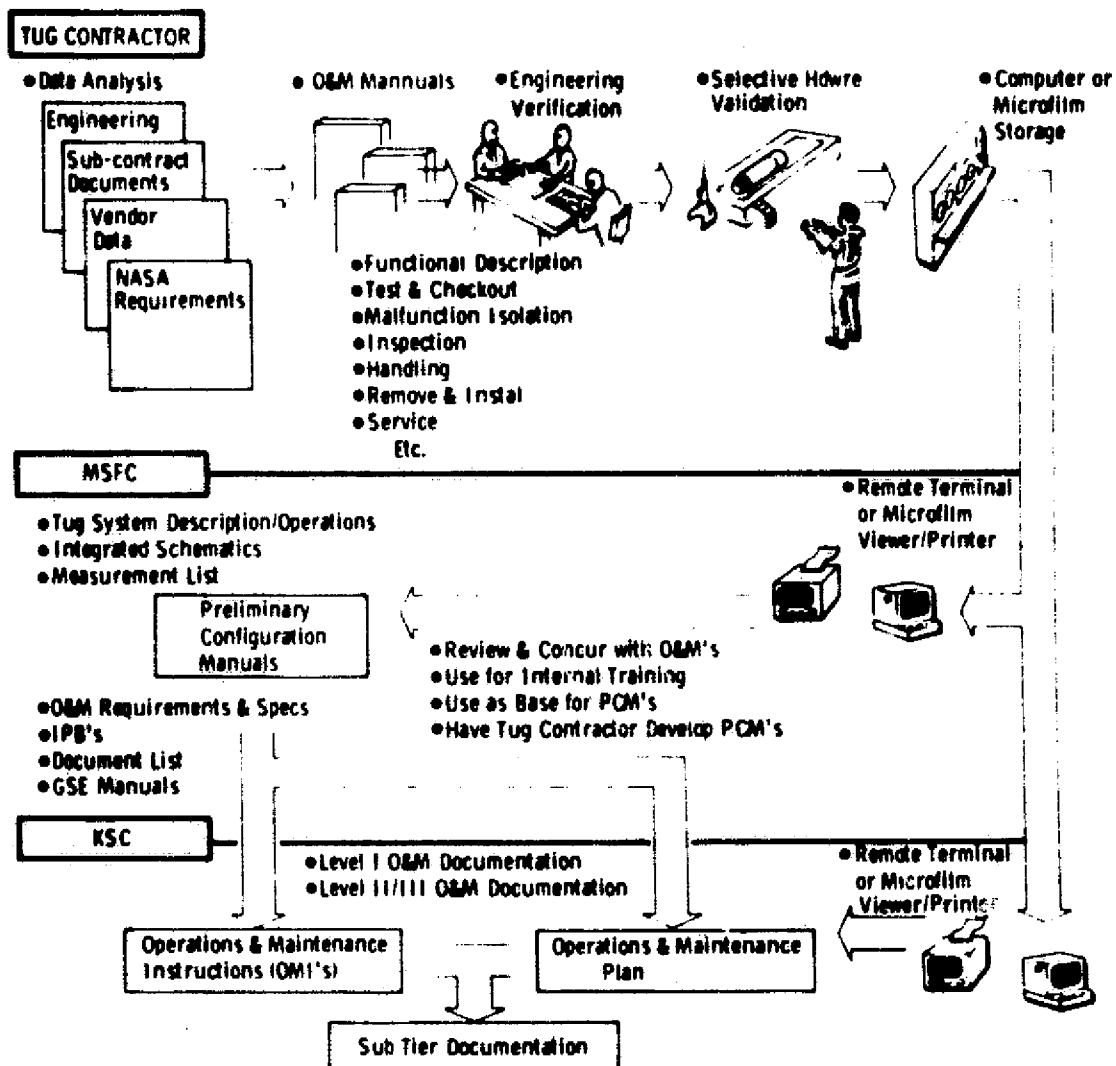 TUG CONTRACTOR
• Data Analysis
Engineering
Sub-contract
Documents
Vendor
Data
NASA
Requirements
• O&M Mannuals
• Engineering
Verification
• Selective Hdwre
Validation
• Computer or
Microfilm
Storage
• Functional Description
• Test & Checkout
• Malfunction Isolation
• Inspection
• Handling
• Remove & Instal
• Service
Etc.
MSFC
• Tug System Description/Operations
• Integrated Schematics
• Measurement List
• Remote Terminal
or Microfilm
Viewer/Printer
Preliminary
Configuration
Manuals
• Review & Concur with O&M's
• Use for Internal Training
• Use as Base for PCM's
• Have Tug Contractor Develop PCM's
• O&M Requirements & Specs
• IPB's
• Document List
• GSE Manuals
KSC
• Level I O&M Documentation
• Level II/III O&M Documentation
• Remote Terminal
or Microfilm
Viewer/Printer
Operations & Maintenance
Instructions (OMI's)
Operations & Maintenance
Plan
Sub Tier Documentation